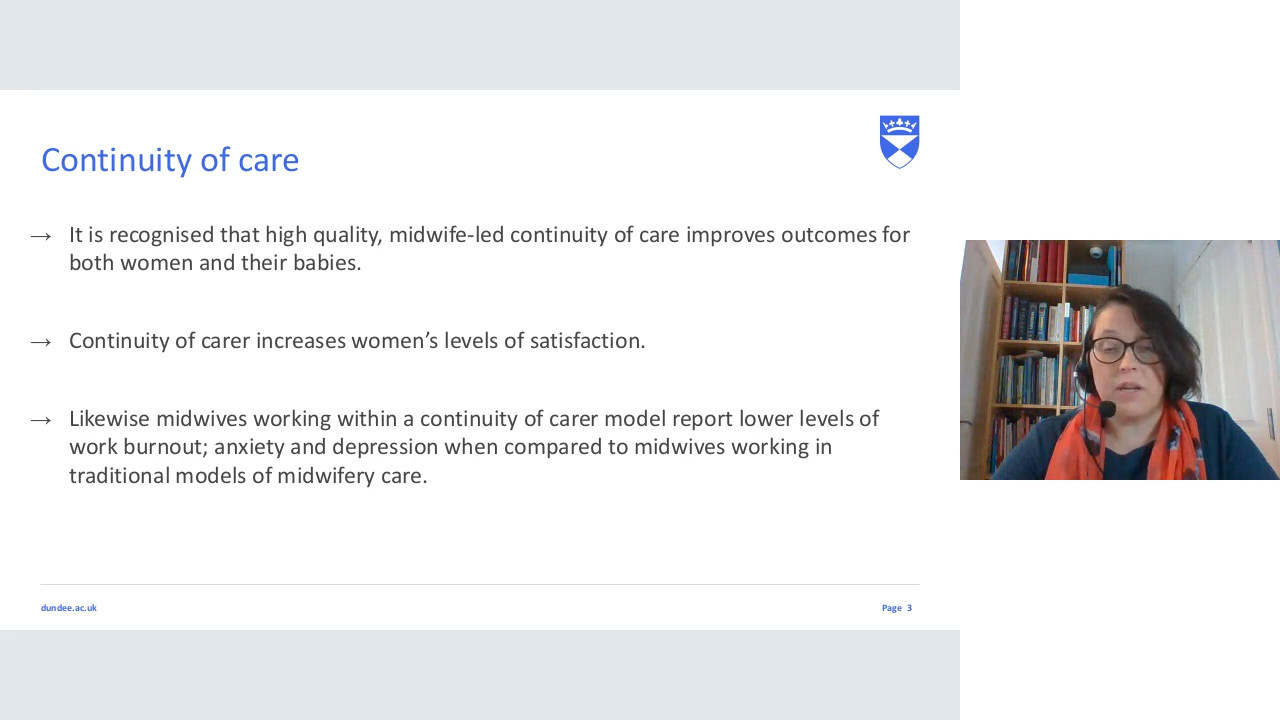 Continuity of care
→ It is recognised that high quality, midwife-led continuity of care improves outcomes for
both women and their babies.
→ Continuity of carer increases women’s levels of satisfaction.
→ Likewise midwives working within a continuity of carer model report lower levels of
work burnout; anxiety and depression when compared to midwives working in
traditional models of midwifery care.
dundee.ac.uk
Page 3